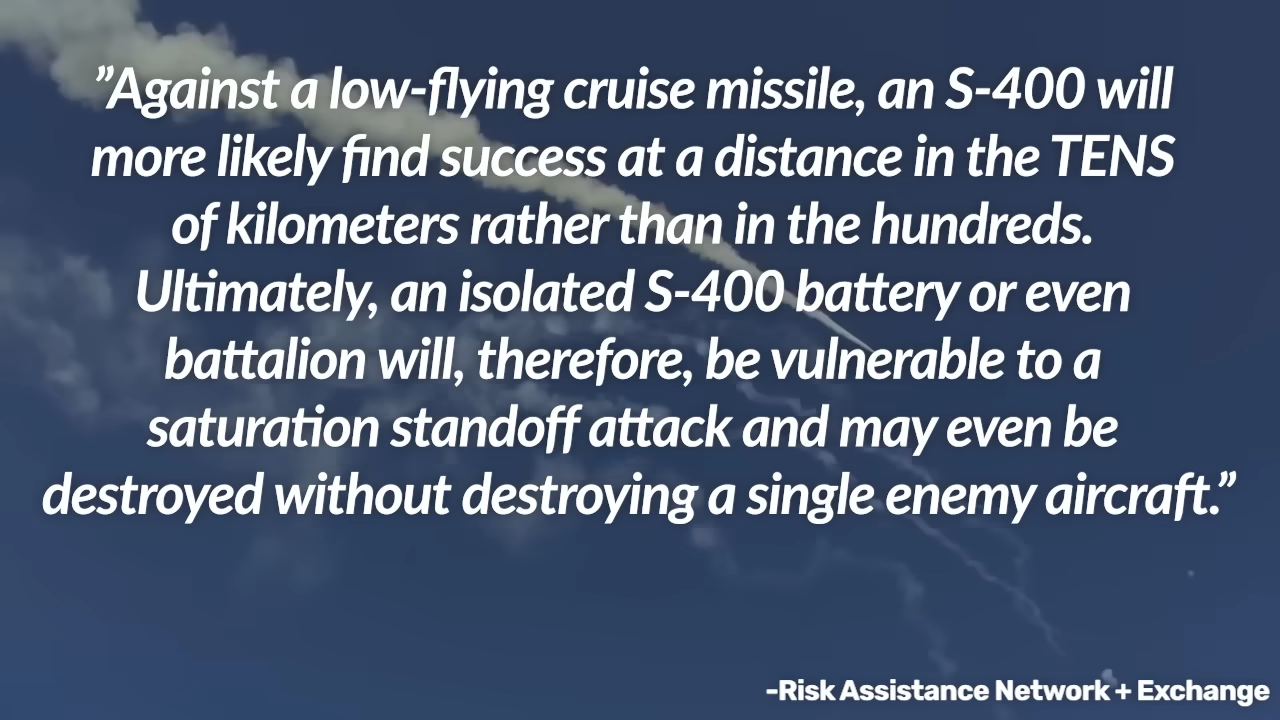 ”Against a low-flying cruise missile, an S-400 will
more likely find success at a distance in the TENS
of kilometers rather than in the hundreds.
Ultimately, an isolated S-400 battery or even
battalion will, therefore, be vulnerable to a
saturation standoff attack and may even be
destroyed without destroying a single enemy aircraft.”
-Risk Assistance Network + Exchange